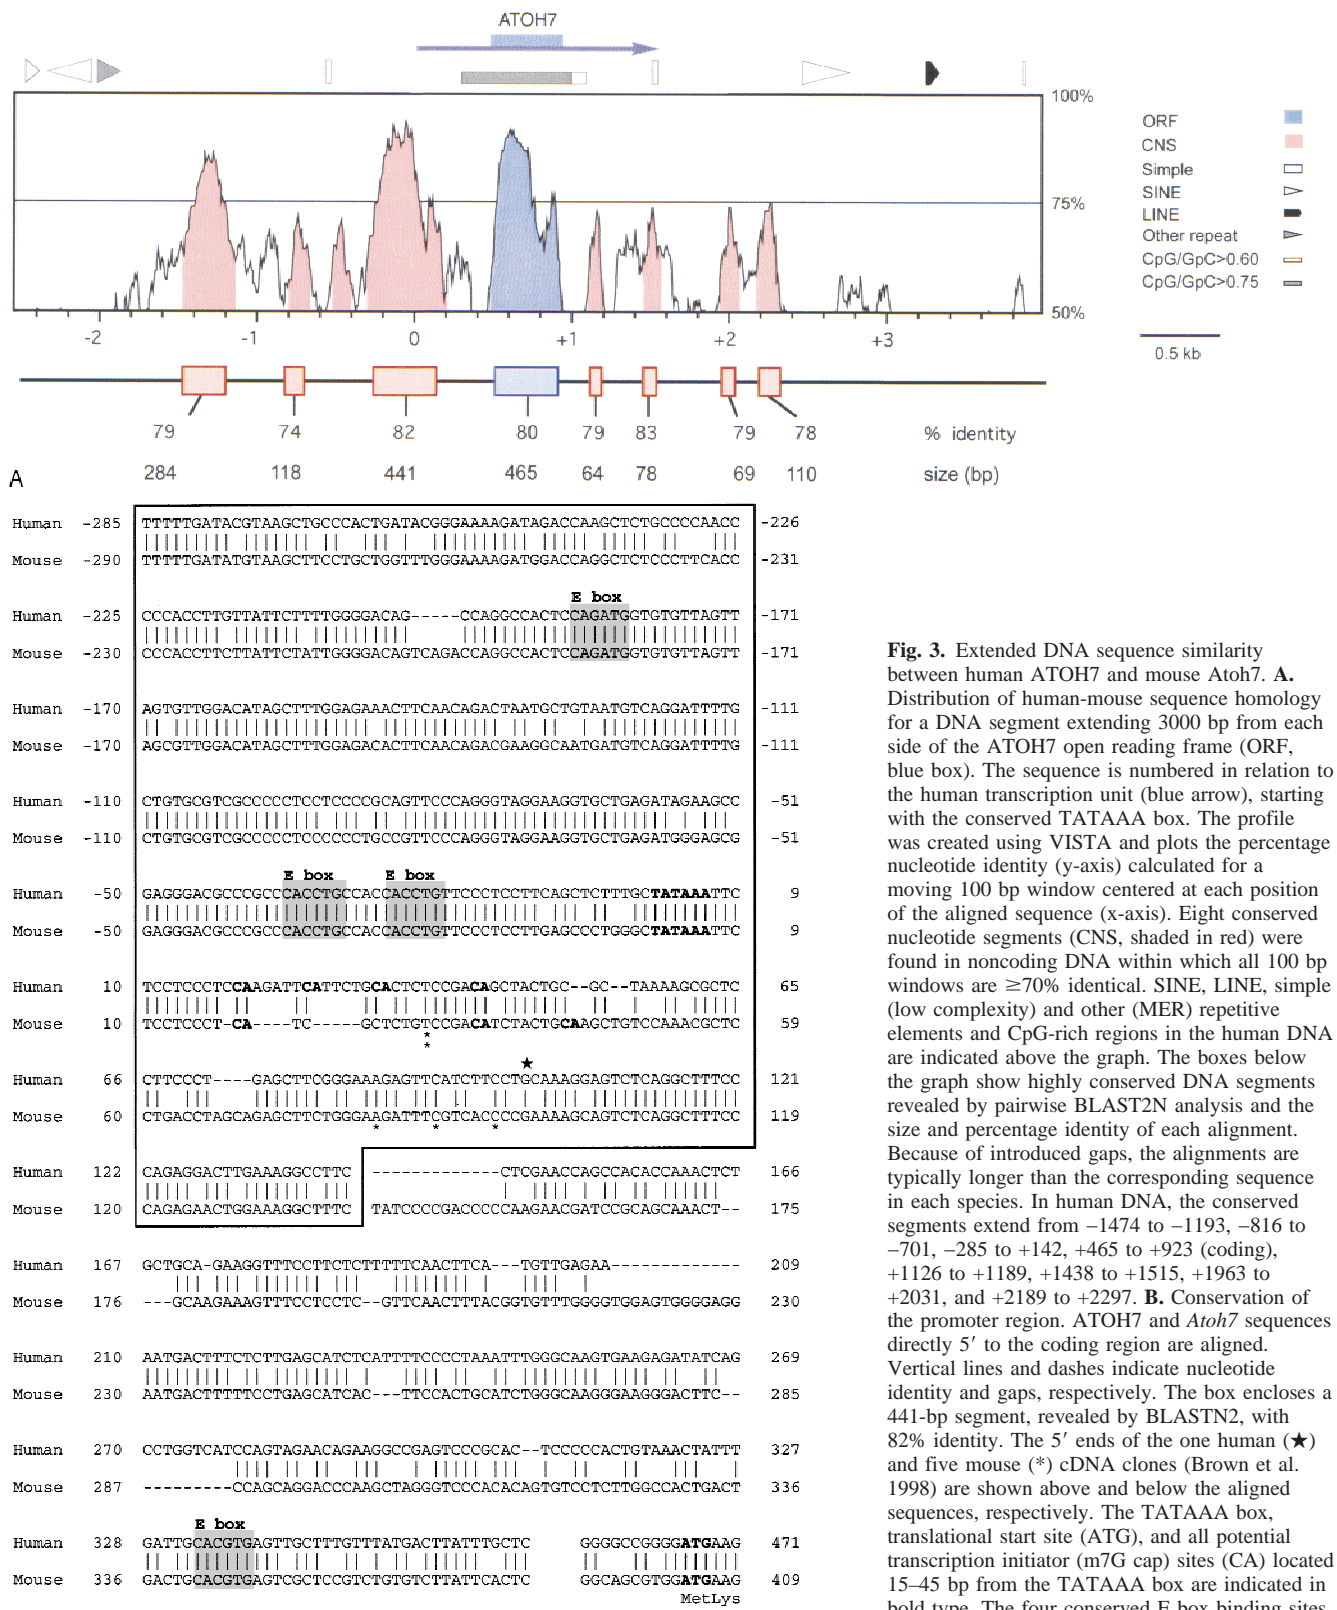 ATOH7
100%
75%
50%
ORF
CNS
Simple
SINE
LINE
Other repeat
CpG/GpC>0.60
CpG/GpC>0.75
0.5 kb
-2 -1 0 +1 +2 +3
79 74 82 80 79 83 79 78 % identity
284 118 441 465 64 78 69 110 size (bp)
A
Human -285 TTTTTGATACGTAAGCTGCCCACTGATACGGGAAAAGATAGACCAAGCTCTGCCCCAACC -226
Mouse -290 TTTTTGATATGTAAGCTTCCTGCTGGTTTGGGAAAAGATGGACCAGGCTCTCCCTTCACC -231
E box
Human -225 CCCACCTTGTTATTCTTTTGGGGACAG-----CCAGGCCACTCCAGATGGTGTGTTAGTT -171
Mouse -230 CCCACCTTCTTATTCTATTGGGGACAGTCAGACCAGGCCACTCCAGATGGTGTGTTAGTT -171
Human -170 AGTGTTGGACATAGCTTTGGAGAAACTTCAACAGACTAATGCTGTAATGTCAGGATTTTG -111
Mouse -170 AGCGTTGGACATAGCTTTGGAGACACTTCAACAGACGAAGGCAATGATGTCAGGATTTTG -111
Human -110 CTGTGCGTCGCCCCCTCCTCCCCGCAGTTCCCAGGGTAGGAAGGTGCTGAGATAGAAGCC -51
Mouse -110 CTGTGCGTCGCCCCCTCCCCCCTGCCGTTCCCAGGGTAGGAAGGTGCTGAGATGGGAGCG -51
E box E box
Human -50 GAGGGACGCCCGCCCACCTGCCACCACCTGTTCCCTCCTTCAGCTCTTTGCTATAAATTC 9
Mouse -50 GAGGGACGCCCGCCCACCTGCCACCACCTGTTCCCTCCTTGAGCCCTGGGCTATAAATTC 9
Human 10 TCCTCCCTCCAAGATTCATTCTGCACTCTCCGACAGCTACTGC--GC--TAAAAGCGCTC 65
Mouse 10 TCCTCCCT-CA----TC-----GCTCTGTCCGACATCTACTGCAAGCTGTCCAAACGCTC 59
*
*
★
Human 66 CTTCCCT----GAGCTTCGGGAAAGAGTTCATCTTCCTGCAAAGGAGTCTCAGGCTTTCC 121
Mouse 60 CTGACCTAGCAGAGCTTCTGGGAAGATTTCGTCACCCCGAAAAGCAGTCTCAGGCTTTCC 119
* * *
Human 122 CAGAGGACTTGAAAGGCCTTC -------------CTCGAACCAGCCACACCAAACTCT 166
Mouse 120 CAGAGAACTGGAAAGGCTTTC TATCCCCGACCCCCAAGAACGATCCGCAGCAAACT-- 175
Human 167 GCTGCA-GAAGGTTTCCTTCTCTTTTTCAACTTCA---TGTTGAGAA------------- 209
Mouse 176 ---GCAAGAAAGTTTCCTCCTC--GTTCAACTTTACGGTGTTTGGGGTGGAGTGGGGAGG 230
Human 210 AATGACTTTCTCTTGAGCATCTCATTTTCCCCTAAATTTGGGCAAGTGAAGAGATATCAG 269
Mouse 230 AATGACTTTTTCCTGAGCATCAC---TTCCACTGCATCTGGGCAAGGGAAGGGACTTC-- 285
Human 270 CCTGGTCATCCAGTAGAACAGAAGGCCGAGTCCCGCAC--TCCCCCACTGTAAACTATTT 327
Mouse 287 ---------CCAGCAGGACCCAAGCTAGGGTCCCACACAGTGTCCTCTTGGCCACTGACT 336
E box
Human 328 GATTGCACGTGAGTTGCTTTGTTTATGACTTATTTGCTC GGGGCCGGGGATGAAG 471
Mouse 336 GACTGCACGTGAGTCGCTCCGTCTGTGTCTTATTCACTC GGCAGCGTGGATGAAG 409
MetLys
Fig. 3. Extended DNA sequence similarity
between human ATOH7 and mouse Atoh7. A.
Distribution of human-mouse sequence homology
for a DNA segment extending 3000 bp from each
side of the ATOH7 open reading frame (ORF,
blue box). The sequence is numbered in relation to
the human transcription unit (blue arrow), starting
with the conserved TATAAA box. The profile
was created using VISTA and plots the percentage
nucleotide identity (y-axis) calculated for a
moving 100 bp window centered at each position
of the aligned sequence (x-axis). Eight conserved
nucleotide segments (CNS, shaded in red) were
found in noncoding DNA within which all 100 bp
windows are ≥70% identical. SINE, LINE, simple
(low complexity) and other (MER) repetitive
elements and CpG-rich regions in the human DNA
are indicated above the graph. The boxes below
the graph show highly conserved DNA segments
revealed by pairwise BLAST2N analysis and the
size and percentage identity of each alignment.
Because of introduced gaps, the alignments are
typically longer than the corresponding sequence
in each species. In human DNA, the conserved
segments extend from −1474 to −1193, −816 to
−701, −285 to +142, +465 to +923 (coding),
+1126 to +1189, +1438 to +1515, +1963 to
+2031, and +2189 to +2297. B. Conservation of
the promoter region. ATOH7 and Atoh7 sequences
directly 5′ to the coding region are aligned.
Vertical lines and dashes indicate nucleotide
identity and gaps, respectively. The box encloses a
441-bp segment, revealed by BLASTN2, with
82% identity. The 5′ ends of the one human (★)
and five mouse (*) cDNA clones (Brown et al.
1998) are shown above and below the aligned
sequences, respectively. The TATAAA box,
translational start site (ATG), and all potential
transcription initiator (m7G cap) sites (CA) located
15–45 bp from the TATAAA box are indicated in
bold type. The four conserved E box binding sites